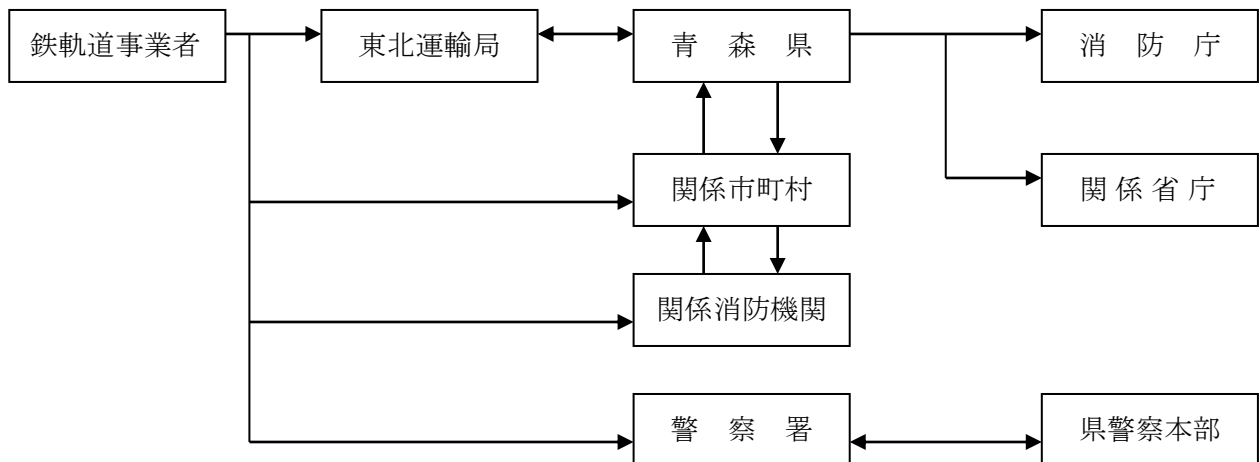 鉄軌道事業者
東北運輸局
青　森　県
消　防　庁
関係市町村
関 係 省 庁
関係消防機関
警　察　署
県警察本部